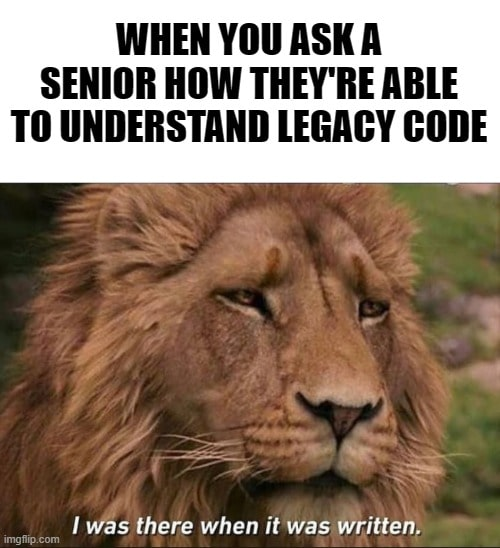 WHEN YOU ASK A
SENIOR HOW THEY'RE ABLE
TO UNDERSTAND LEGACY CODE
I was there when it was written.
imgflip.com